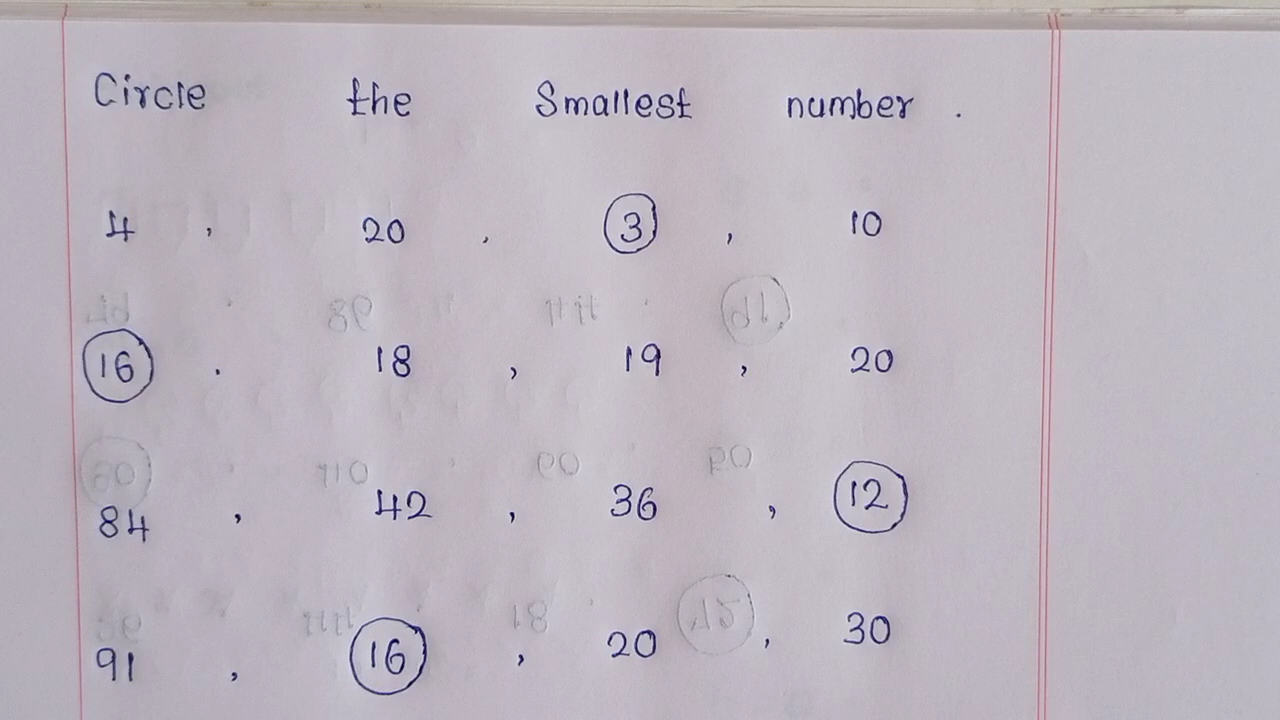 Circle the Smallest number .
4 , 20 , 3 , 10
16 . 18 , 19 , 20
84 , 42 , 36 , 12
91 , 16 , 20 , 30